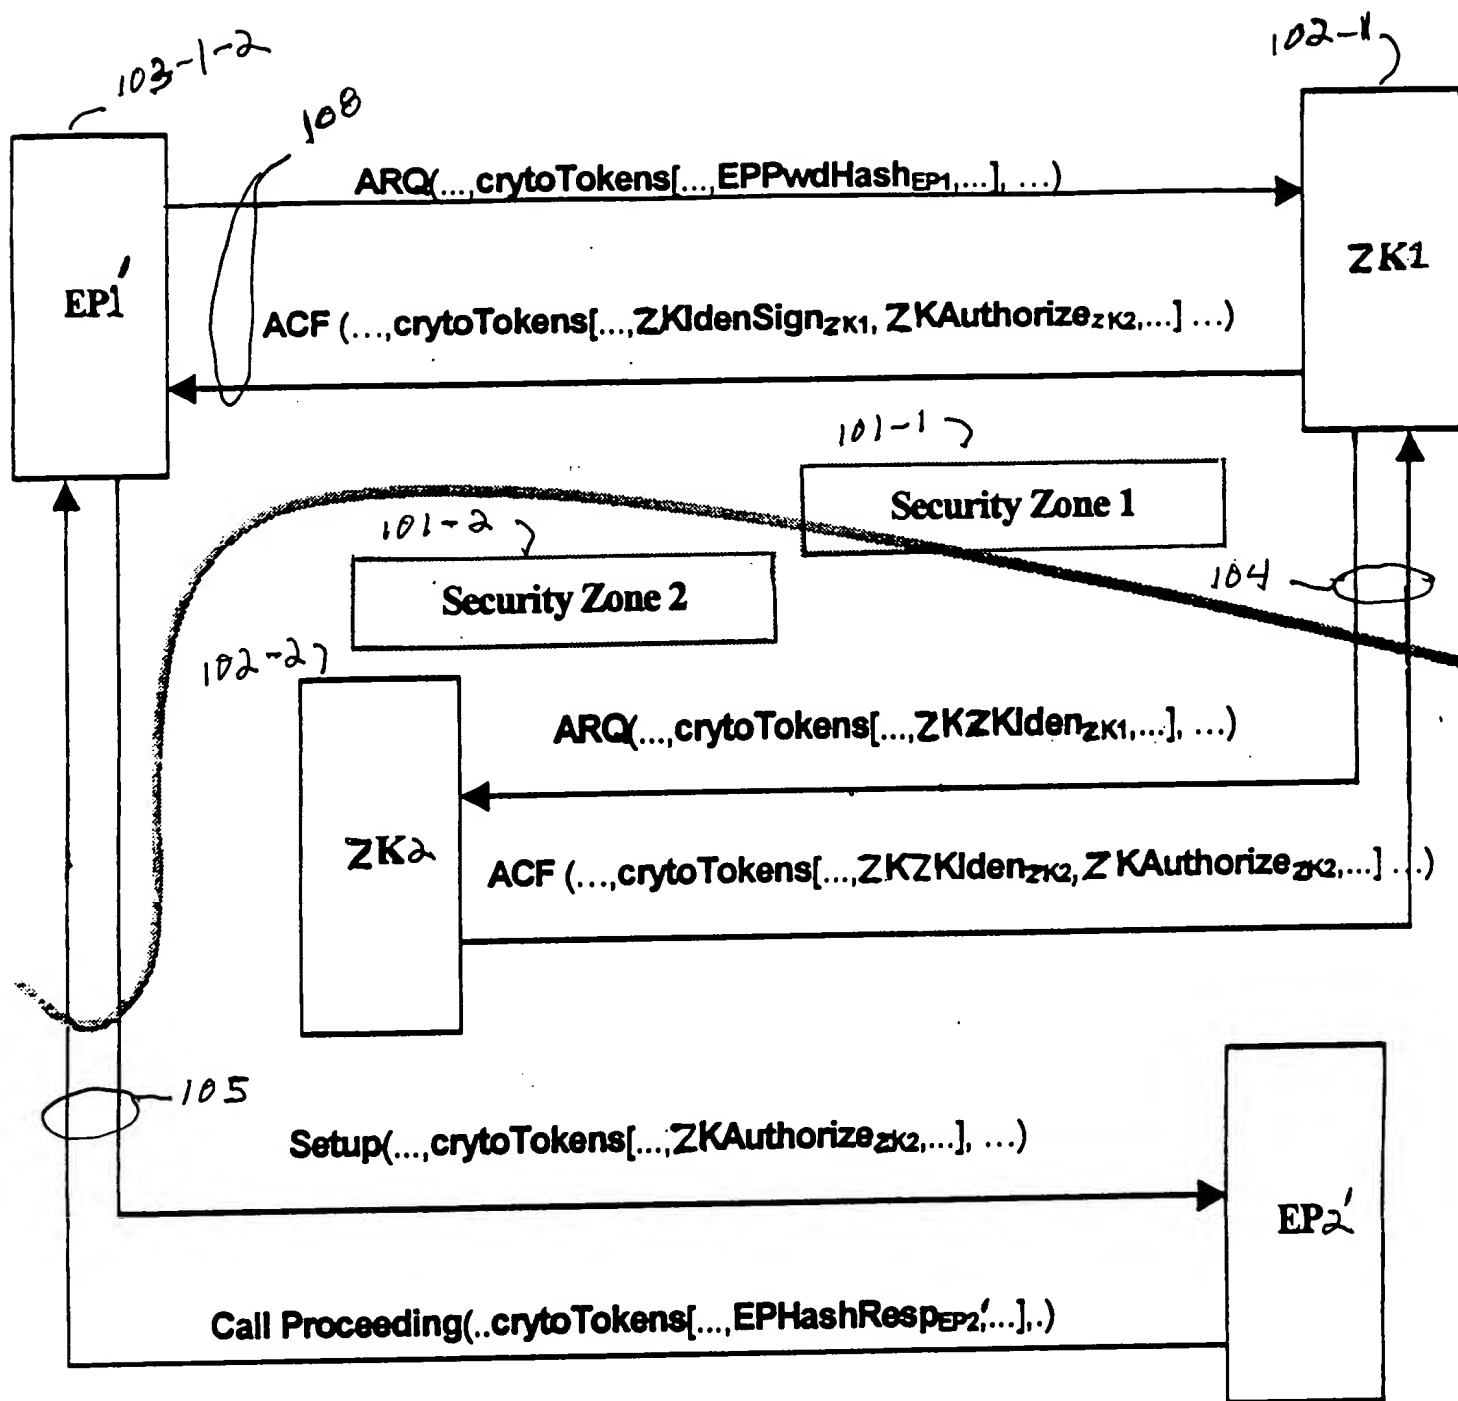 103-1-2
102-1
108
ARQ(...,crytoTokens[...,EPPwdHashEP1,...], ...)
EP1'
ZK1
ACF (...,crytoTokens[...,ZKIdenSignZK1, ZKAuthorizeZK2,...] ...)
101-1
Security Zone 1
101-2
Security Zone 2
104
102-2
ARQ(...,crytoTokens[...,ZKZKIdenZK1,...], ...)
ZK2
ACF (...,crytoTokens[...,ZKZKIdenZK2, ZKAuthorizeZK2,...] ...)
105
Setup(...,crytoTokens[...,ZKAuthorizeZK2,...], ...)
EP2'
Call Proceeding(..crytoTokens[...,EPHashRespEP2',...],.)